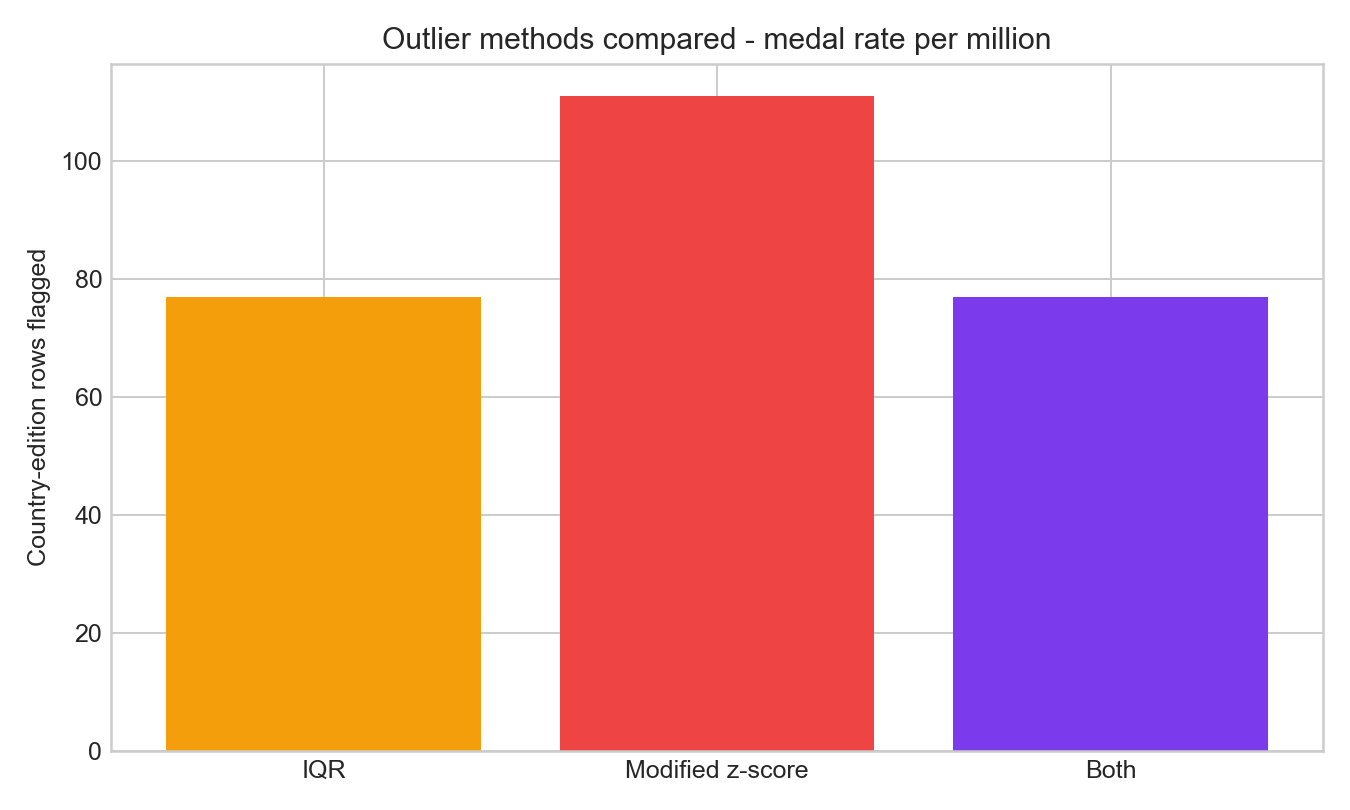 Outlier methods compared - medal rate per million
Country-edition rows flagged
100
80
60
40
20
0
IQR
Modified z-score
Both